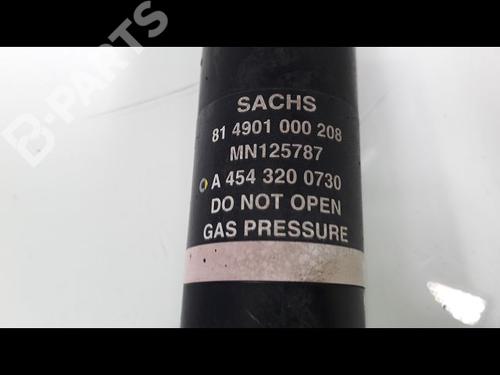 B-PARTS
SACHS
81 4901 000 208
MN125787
A 454 320 0730
DO NOT OPEN
GAS PRESSURE